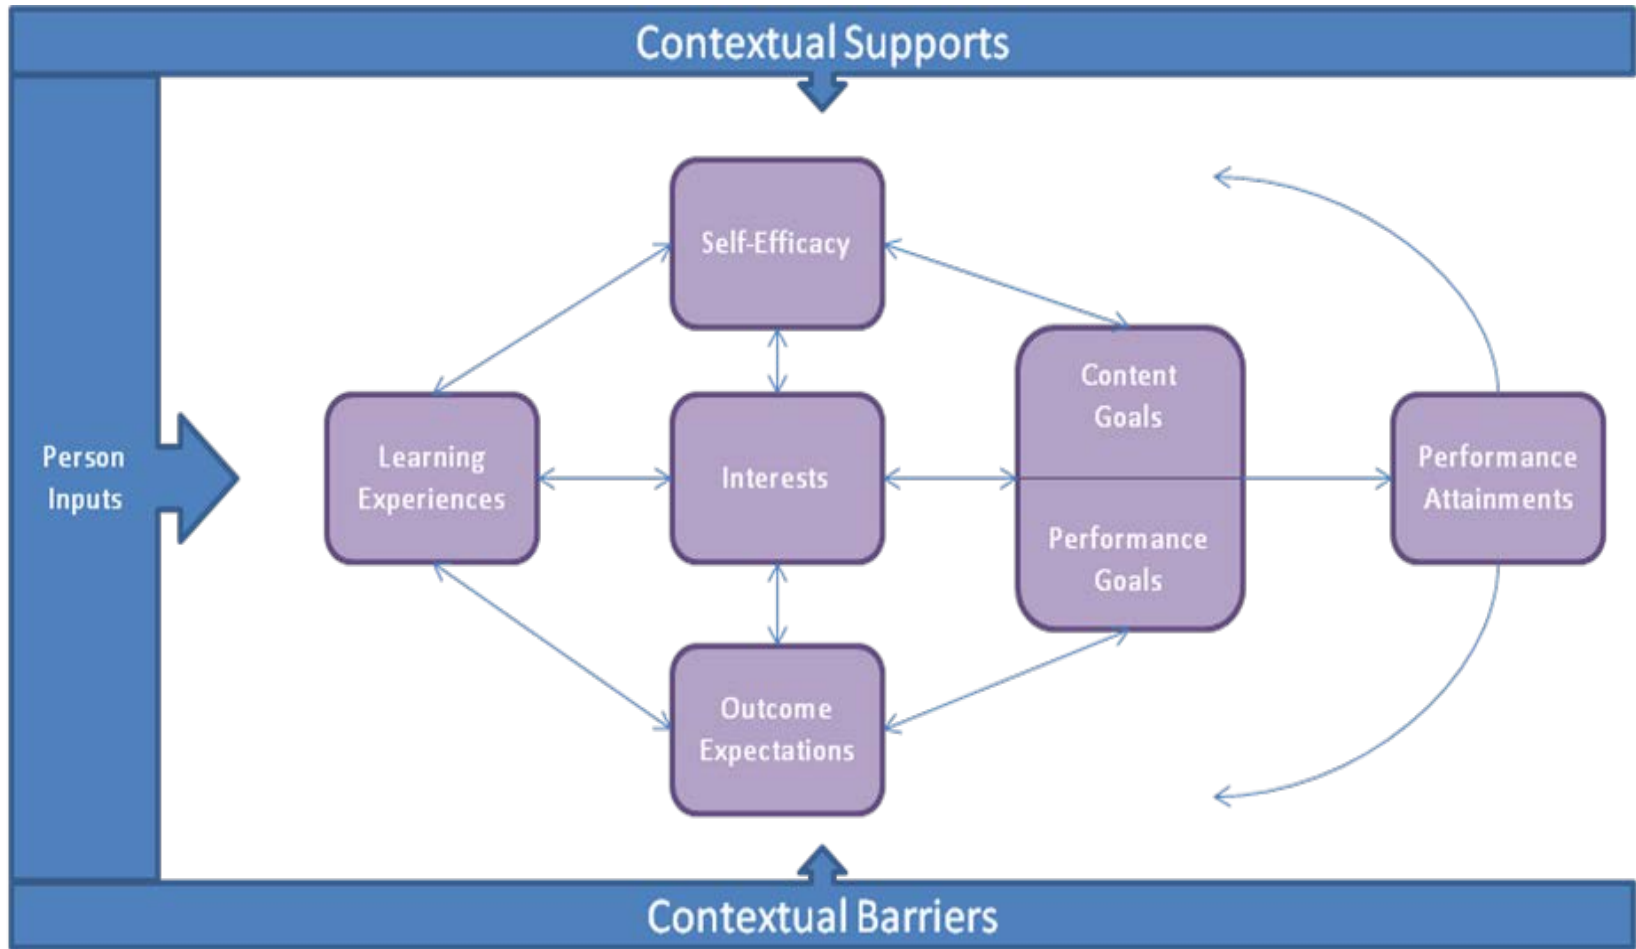 Contextual Supports
Person
Inputs
Self-Efficacy
Learning
Experiences
Interests
Content
Goals
Performance
Goals
Performance
Attainments
Outcome
Expectations
Contextual Barriers